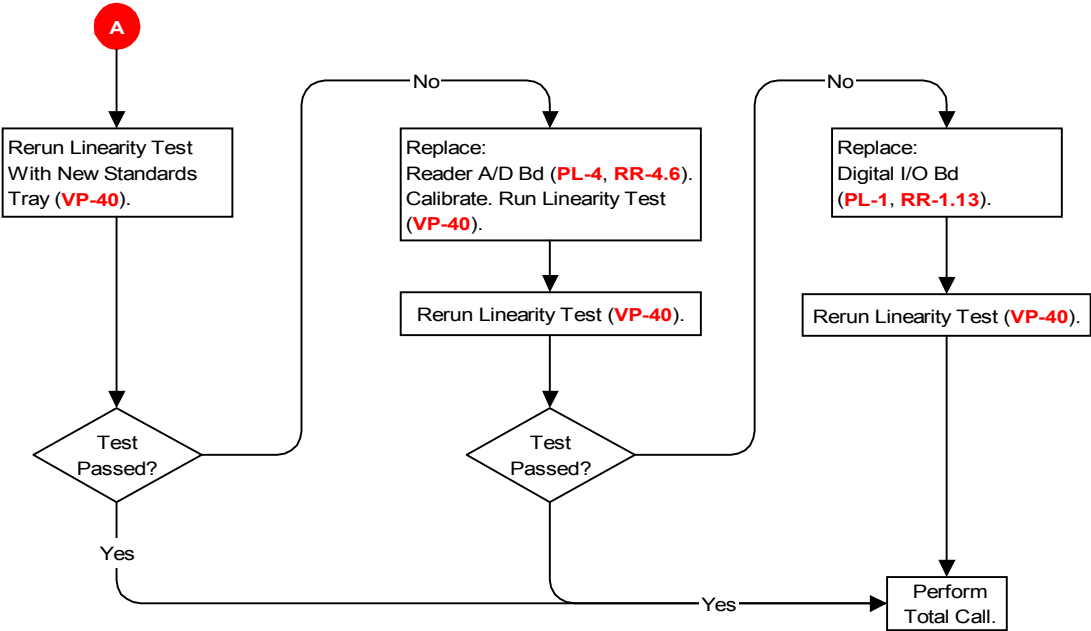 A
No
No
Rerun Linearity Test
With New Standards
Tray (VP-40).
Replace:
Reader A/D Bd (PL-4, RR-4.6).
Calibrate. Run Linearity Test
(VP-40).
Replace:
Digital I/O Bd
(PL-1, RR-1.13).
Rerun Linearity Test (VP-40).
Rerun Linearity Test (VP-40).
Test
Passed?
Test
Passed?
Yes
Yes
Perform
Total Call.